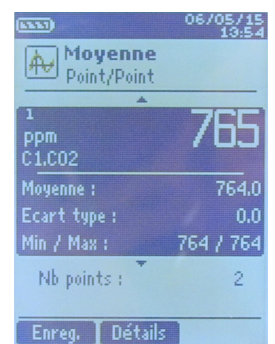 06/05/15
13:54
Moyenne
Point/Point
1
765
ppm
C1.CO2
Moyenne : 764.0
Ecart type : 0.0
Min / Max : 764 / 764
Nb points : 2
Enreg. Détails